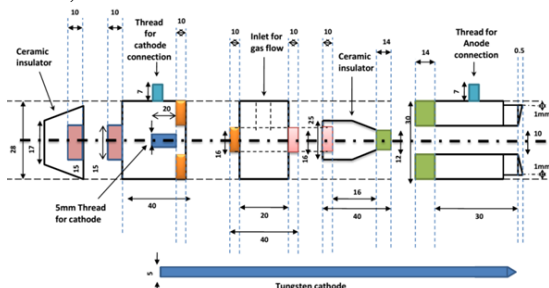 10
10
Thread
for
cathode
connection
10
10
Inlet for
gas flow
10
10
14
14
Thread for
Anode
connection
0.5
Ceramic
insulator
Ceramic
insulator
7
7
1mm
20
25
28
17
15
15
16
16
12
10
1mm
5mm Thread
for cathode
40
20
40
16
40
30
5
Tungsten cathode